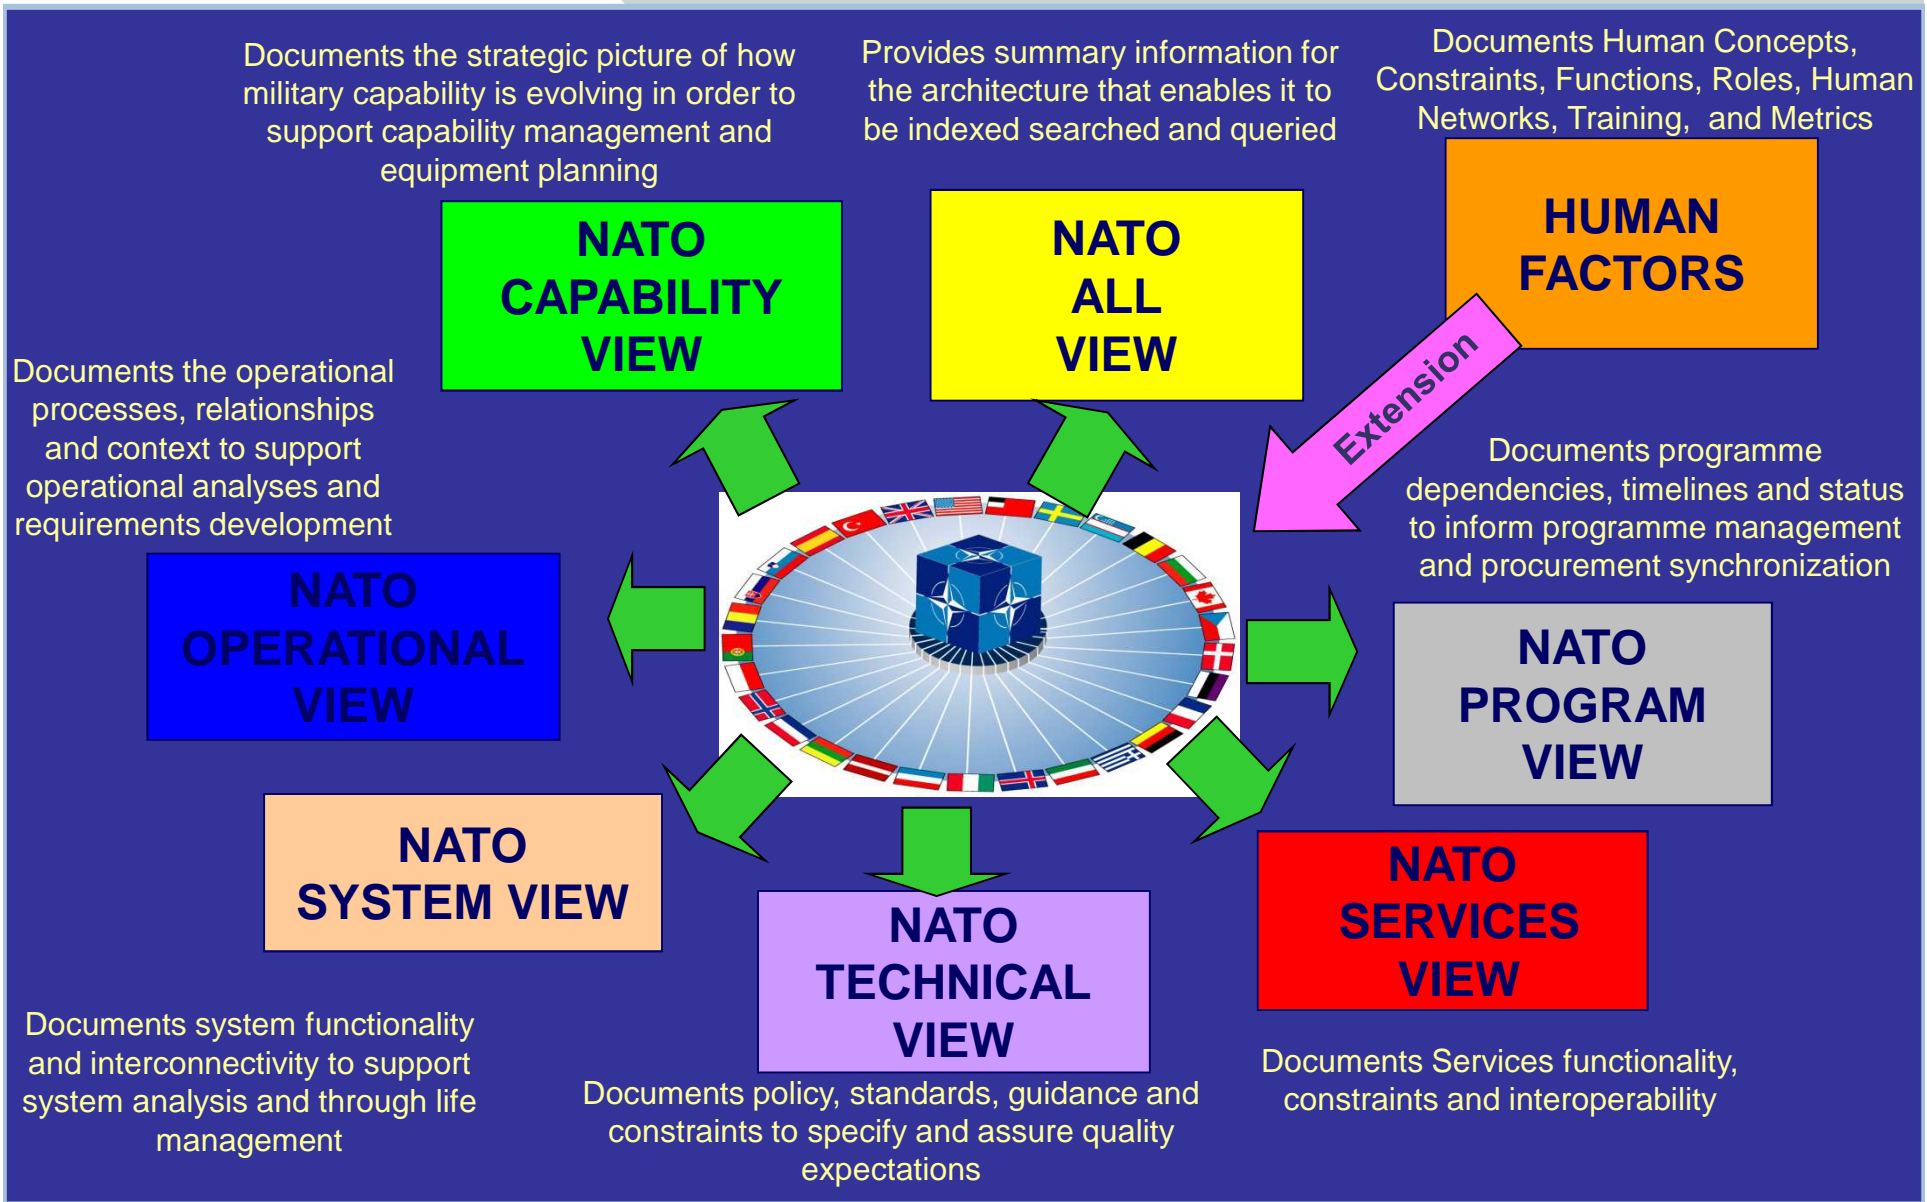 Documents the strategic picture of how
military capability is evolving in order to
support capability management and
equipment planning
Provides summary information for
the architecture that enables it to
be indexed searched and queried
Documents Human Concepts,
Constraints, Functions, Roles, Human
Networks, Training, and Metrics
NATO
CAPABILITY
VIEW
NATO
ALL
VIEW
HUMAN
FACTORS
Extension
Documents the operational
processes, relationships
and context to support
operational analyses and
requirements development
NATO
OPERATIONAL
VIEW
Documents programme
dependencies, timelines and status
to inform programme management
and procurement synchronization
NATO
PROGRAM
VIEW
NATO
SYSTEM VIEW
Documents system functionality
and interconnectivity to support
system analysis and through life
management
NATO
TECHNICAL
VIEW
Documents policy, standards, guidance and
constraints to specify and assure quality
expectations
NATO
SERVICES
VIEW
Documents Services functionality,
constraints and interoperability